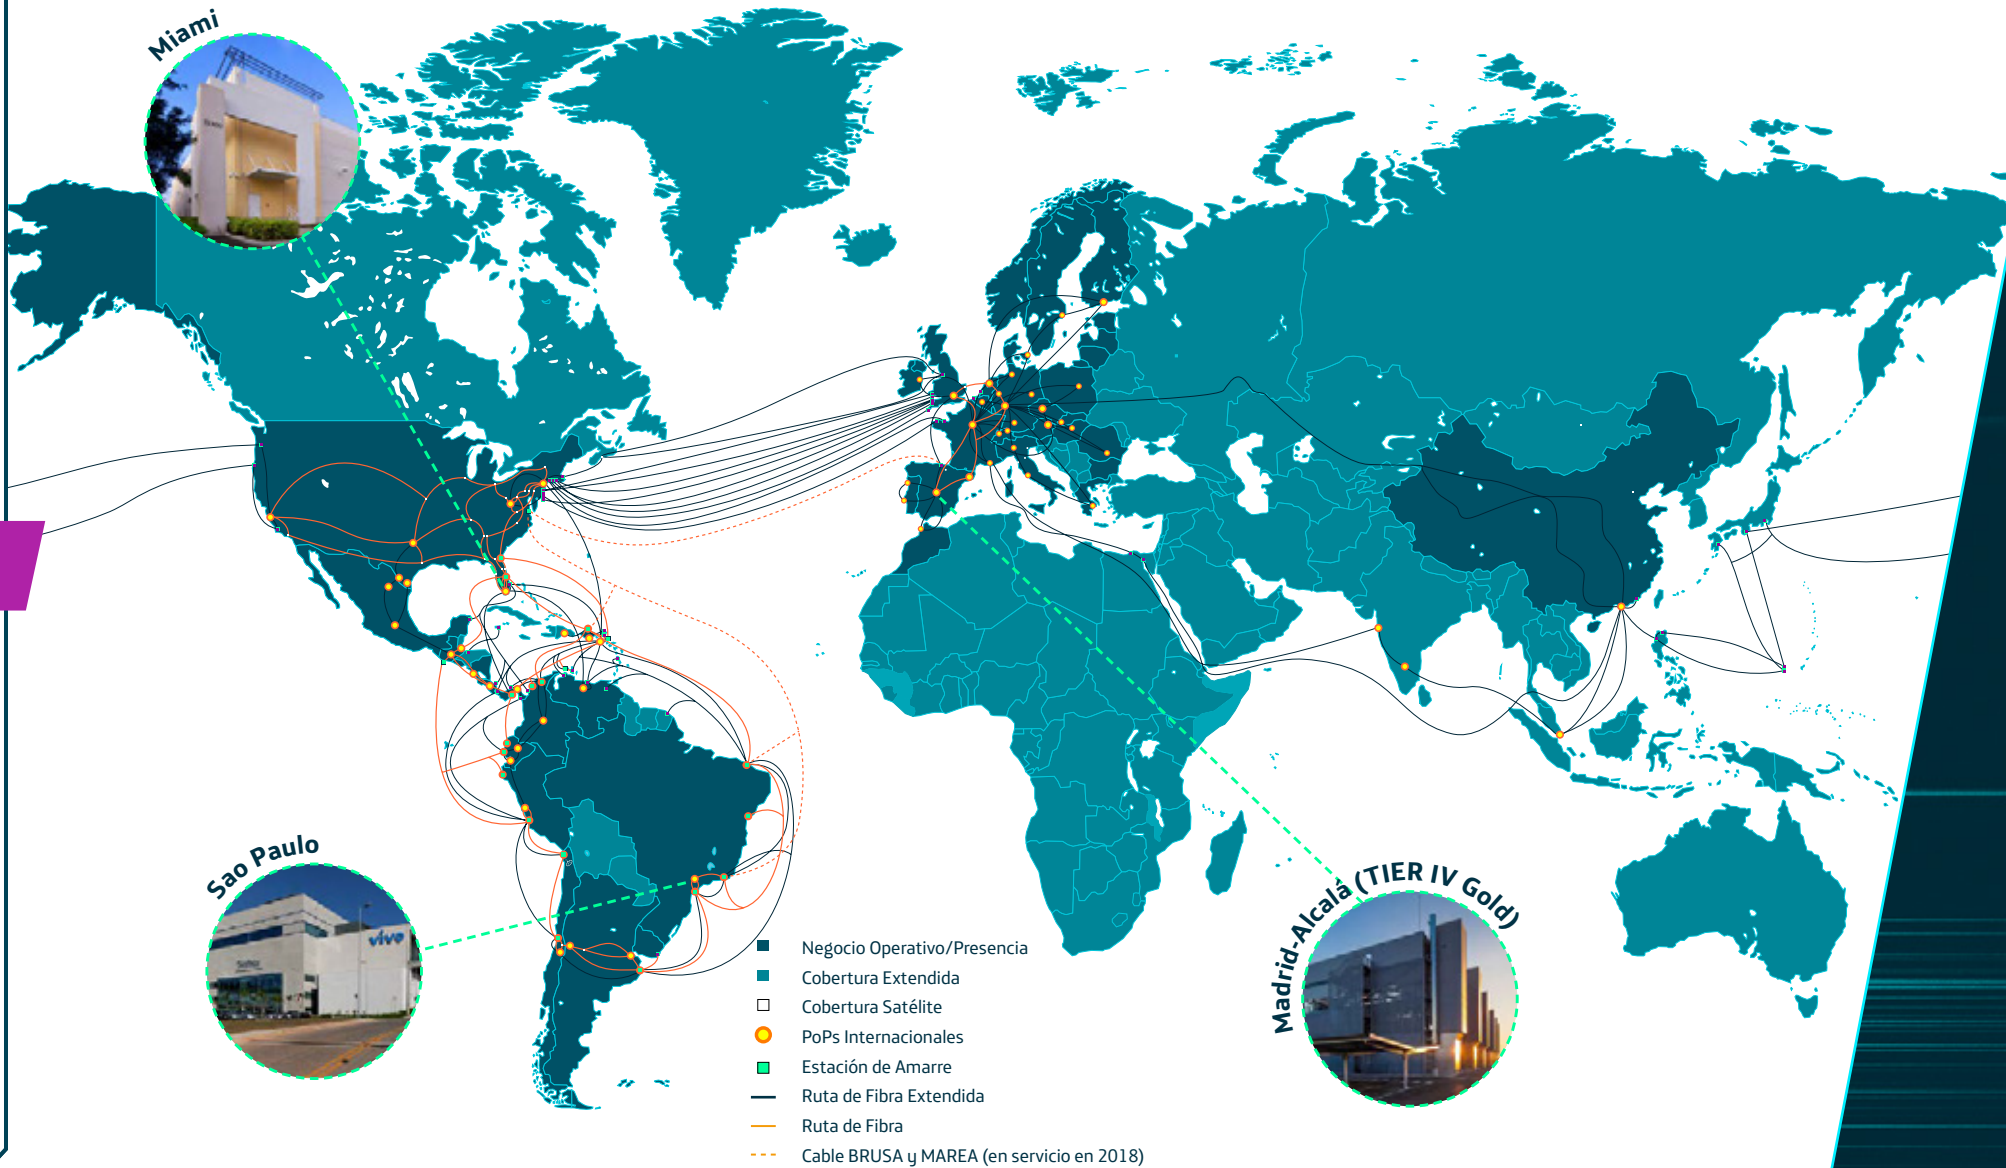 Miami
Sao Paulo
vivo
Madrid-Alcalá (TIER IV Gold)
Negocio Operativo/Presencia
Cobertura Extendida
Cobertura Satélite
PoPs Internacionales
Estación de Amarre
Ruta de Fibra Extendida
Ruta de Fibra
Cable BRUSA y MAREA (en servicio en 2018)